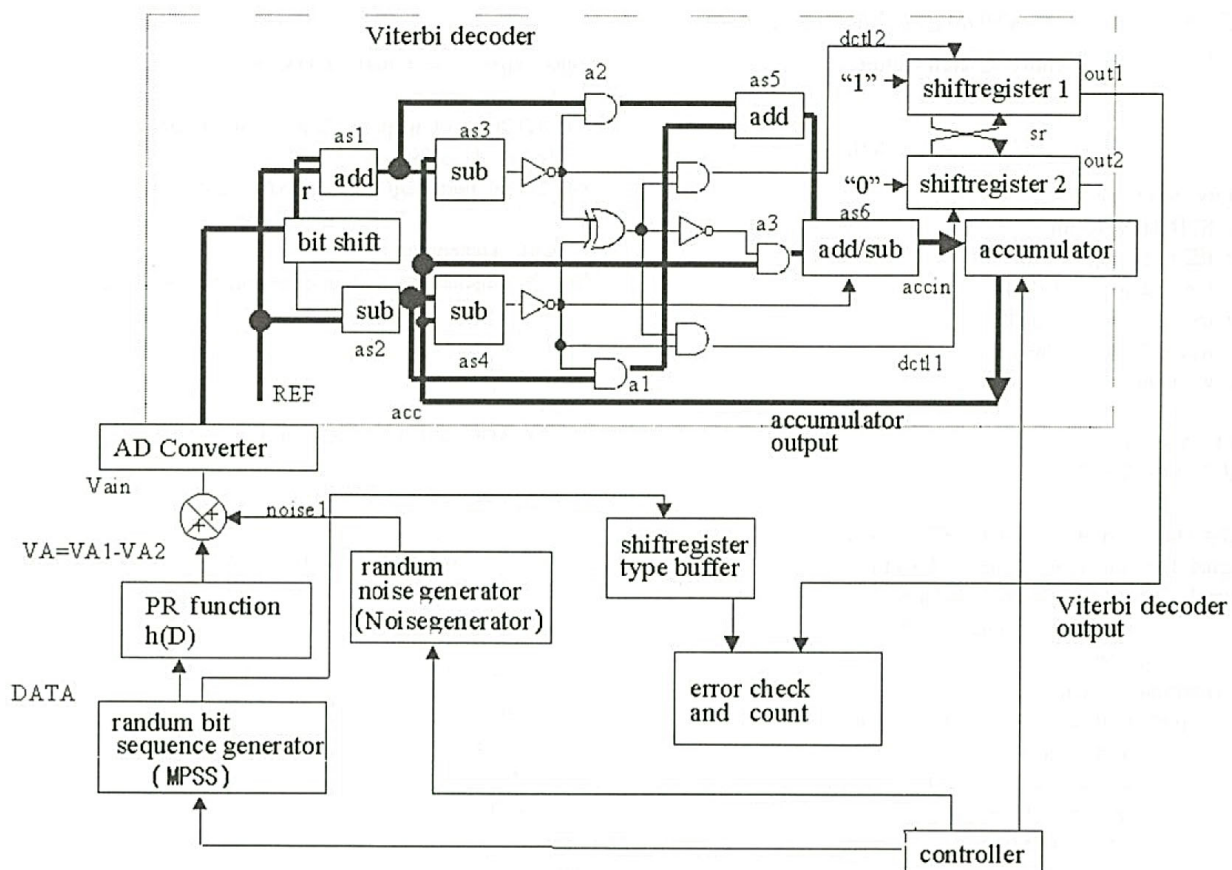 Viterbi decoder
dctl2
a2
as5
"1"
shiftregister 1
out1
add
as1
as3
sr
sub
add
r
"0"
shiftregister 2
out2
a3
as6
bit shift
add/sub
accumulator
accin
sub
sub
as2
as4
dctl1
a1
REF
acc
accumulator
output
AD Converter
Vain
noise1
VA=VA1-VA2
shiftregister
type buffer
randum
noise generator
(Noisegenerator)
PR function
h(D)
Viterbi decoder
output
DATA
error check
and count
randum bit
sequence generator
(MPSS)
controller